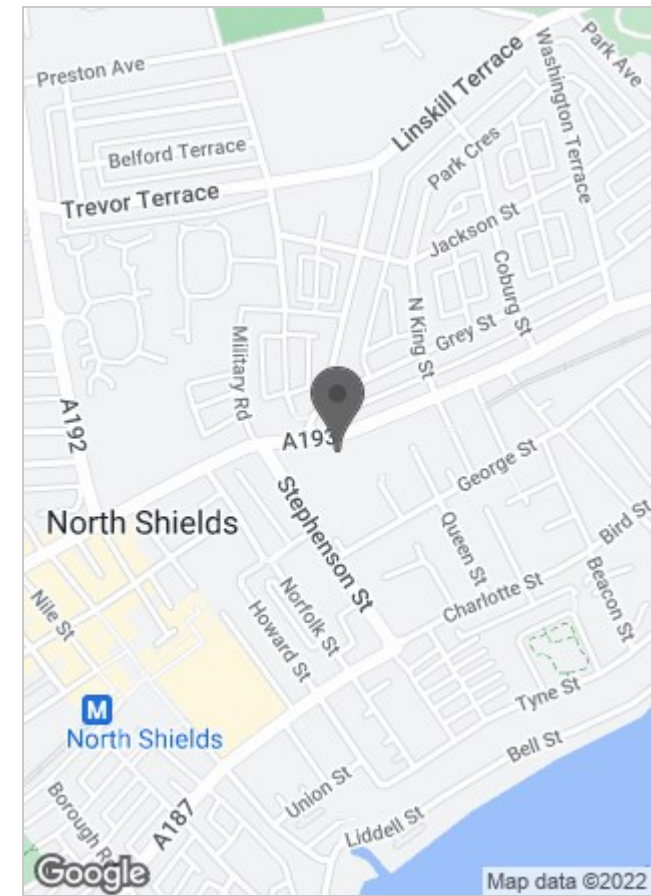 Preston Ave
Linskill Terrace
Washington Terrace
Park Ave
Belford Terrace
Park Cres
Trevor Terrace
Jackson St
Coburg St
N King St
Grey St
Military Rd
A192
A193
George St
Stephenson St
North Shields
Queen St
Bird St
Beacon St
Charlotte St
Nile St
Norfolk St
Howard St
M
North Shields
Tyne St
Bell St
Union St
Borough Rd
A187
Liddell St
Google
Map data ©2022